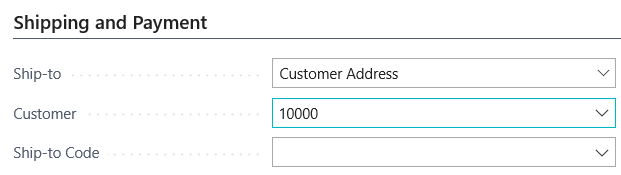 Shipping and Payment
Ship-to Customer Address
Customer 10000
Ship-to Code